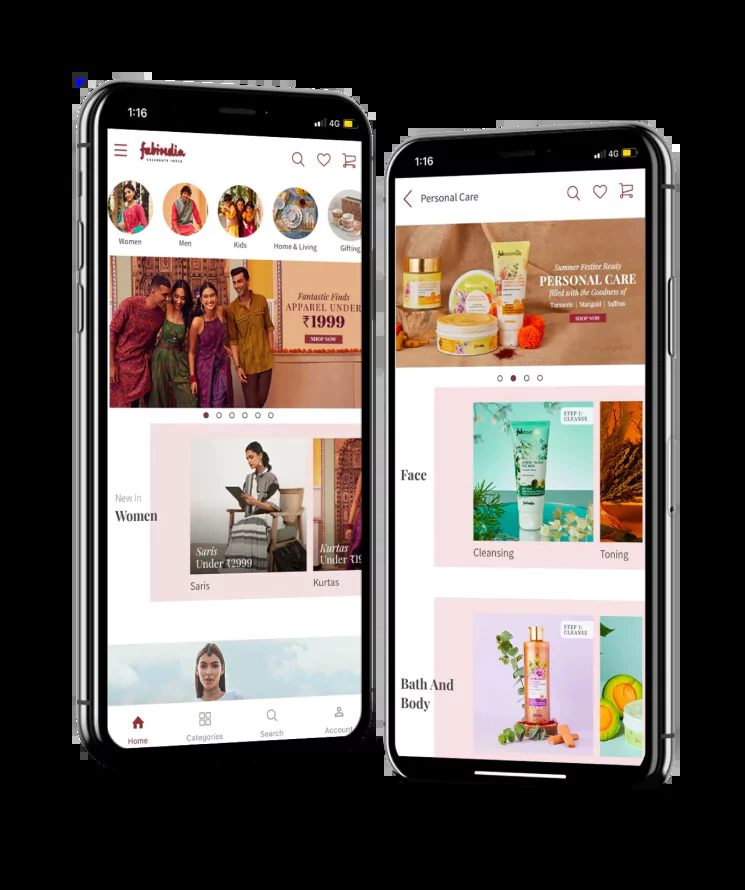 1:16
4G
fabindia
CELEBRATE INDIA
Women
Men
Kids
Home & Living
Gifting
Fantastic Finds
APPAREL UNDER
₹1999
SHOP NOW
New in
Women
Saris
Under ₹2999
Kurtas
Under ₹19
Saris
Kurtas
Home
Categories
Search
Account
1:16
4G
Personal Care
Summer Festive Ready
PERSONAL CARE
filled with the Goodness of
Turmeric | Marigold | Saffron
SHOP NOW
Face
STEP 1:
CLEANSE
Cleansing
Toning
Bath And
Body
STEP 1:
CLEANSE